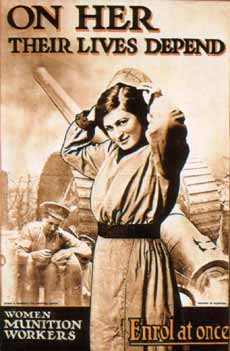 ON HER
THEIR LIVES DEPEND
WOMEN
MUNITION
WORKERS
Enrol at once